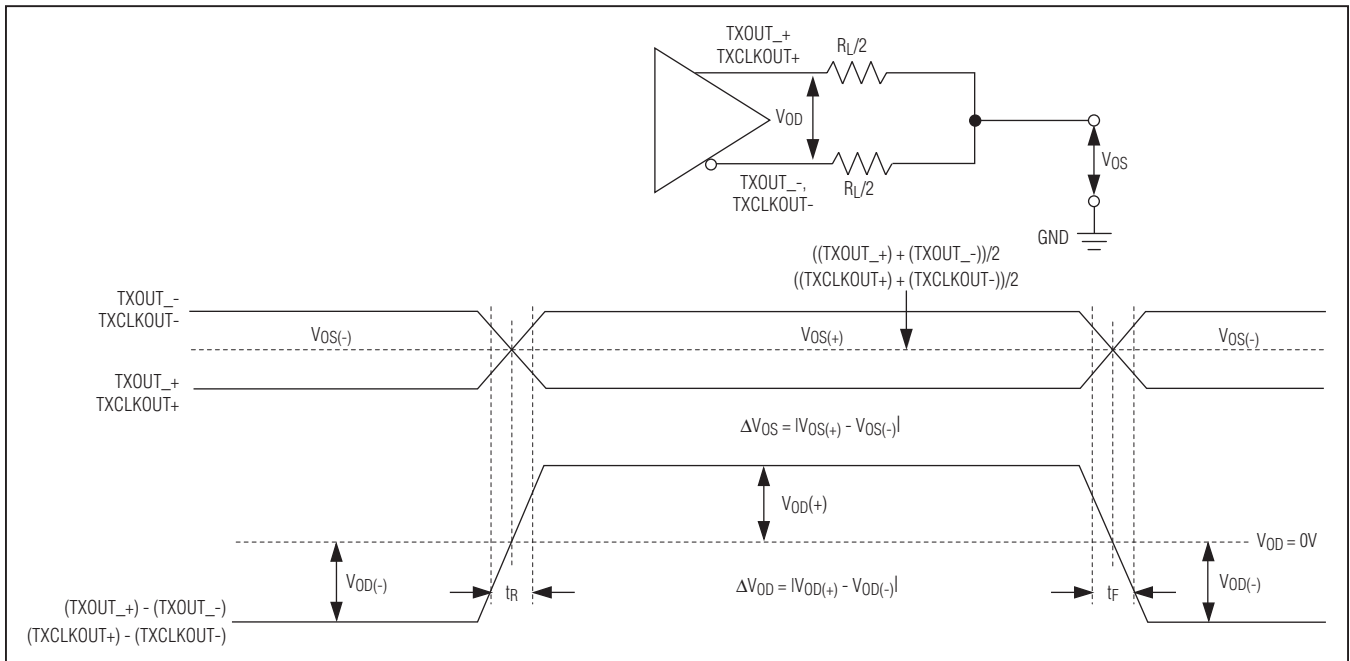 TXOUT_+
TXCLKOUT+
RL/2
VOD
VOS
TXOUT_-,
TXCLKOUT-
RL/2
GND
((TXOUT_+) + (TXOUT_-))/2
((TXCLKOUT+) + (TXCLKOUT-))/2
TXOUT_-
TXCLKOUT-
VOS(-)
VOS(+)
VOS(-)
TXOUT_+
TXCLKOUT+
ΔVOS = |VOS(+) - VOS(-)|
VOD(+)
VOD = 0V
VOD(-)
tR
ΔVOD = |VOD(+) - VOD(-)|
tF
VOD(-)
(TXOUT_+) - (TXOUT_-)
(TXCLKOUT+) - (TXCLKOUT-)